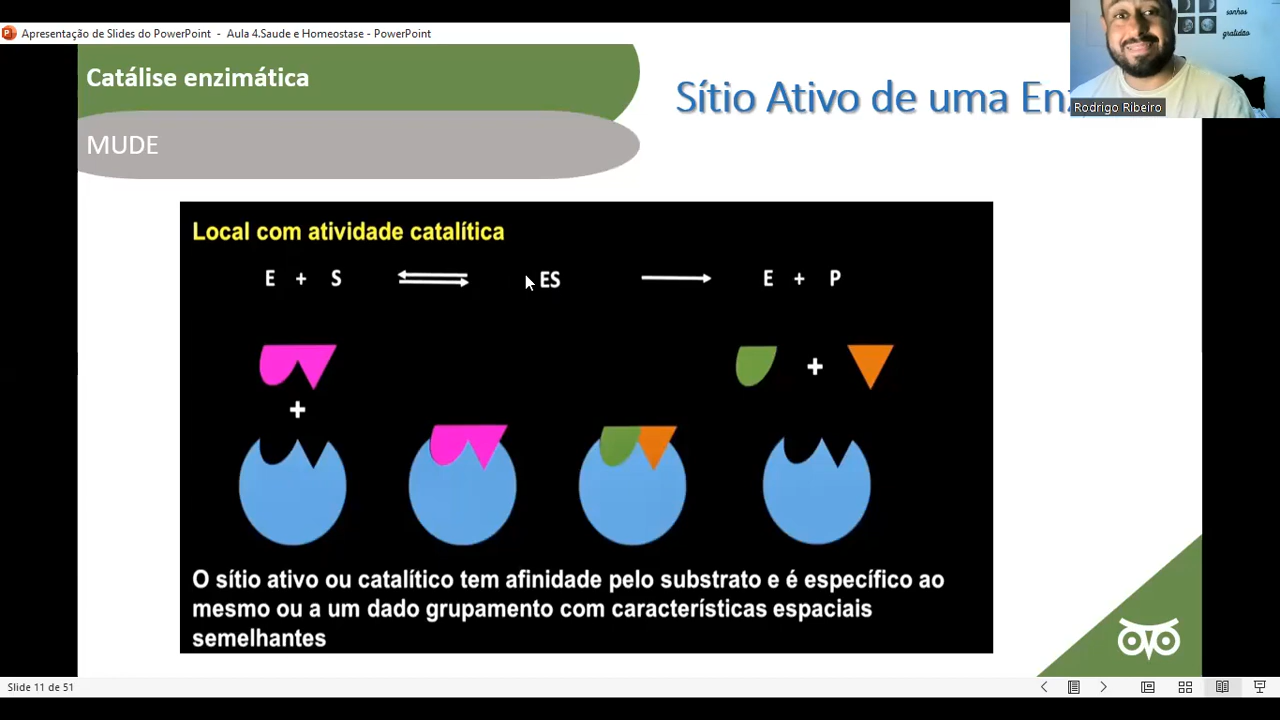 Apresentação de Slides do PowerPoint - Aula 4.Saude e Homeostase - PowerPoint
sonhos
gratidão
Catálise enzimática
Sítio Ativo de uma En
Rodrigo Ribeiro
MUDE
Local com atividade catalítica
E + S ES E + P
+
+
O sítio ativo ou catalítico tem afinidade pelo substrato e é específico ao
mesmo ou a um dado grupamento com características espaciais
semelhantes
Slide 11 de 51